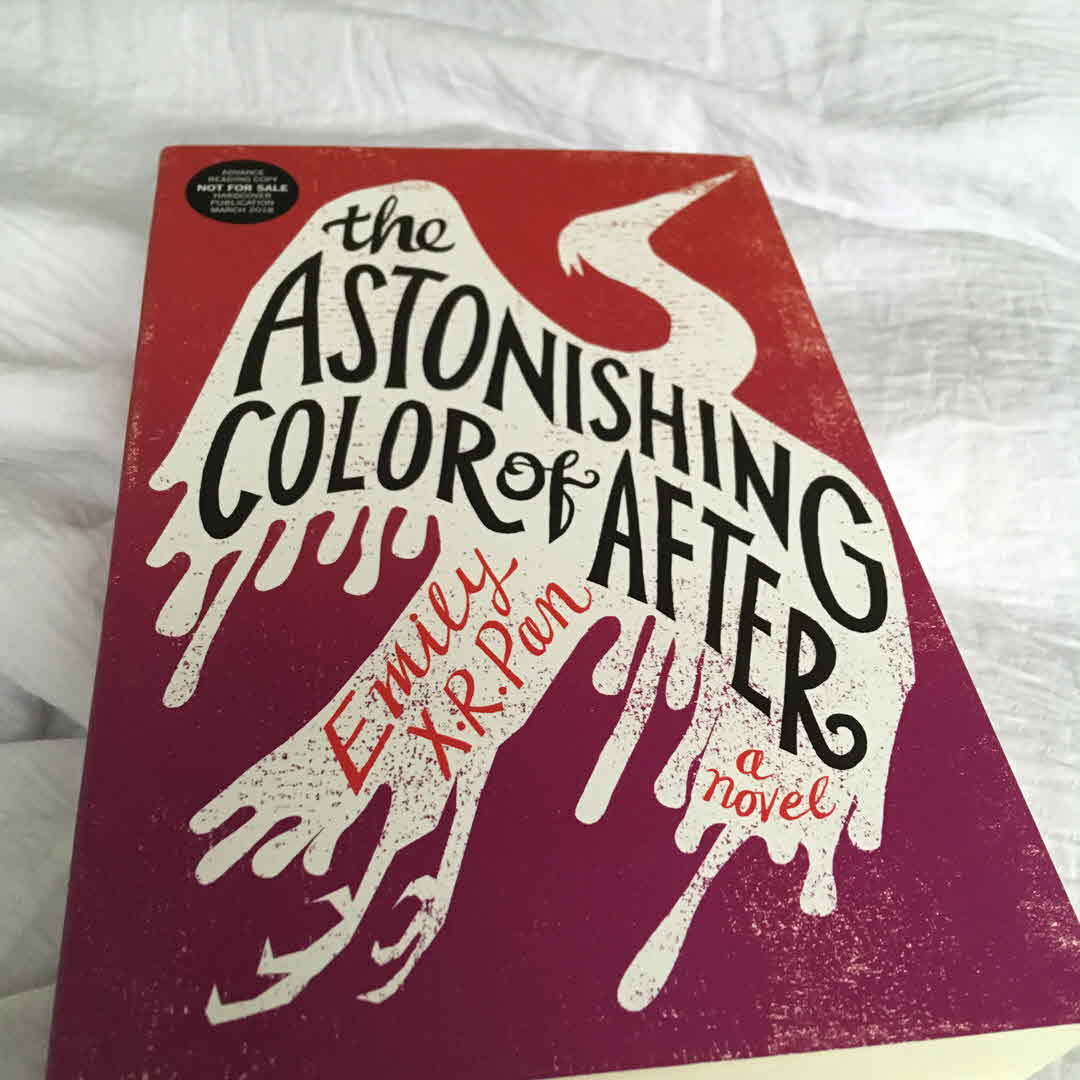 ADVANCE
READING COPY
NOT FOR SALE
HARDCOVER
PUBLICATION
MARCH 2018
the
ASTONISHING
COLOR of AFTER
Emily
X.R. Pan
a
novel